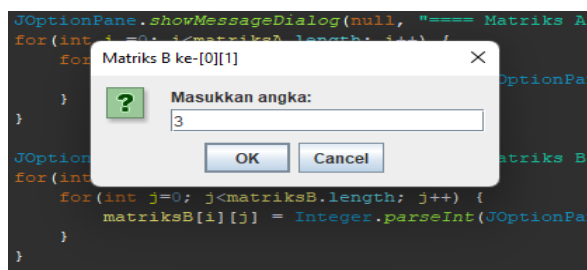 JOptionPane.showMessageDialog(null, "==== Matriks A
for(int i =0; i<matriksA.length; i++) {
for
Matriks B ke-[0][1]
OptionPa
Masukkan angka:
3
}
}
OK Cancel
JOption
atriks B
for(int
for(int j=0; j<matriksB.length; j++) {
matriksB[i][j] = Integer.parseInt(JOptionPa
}
}